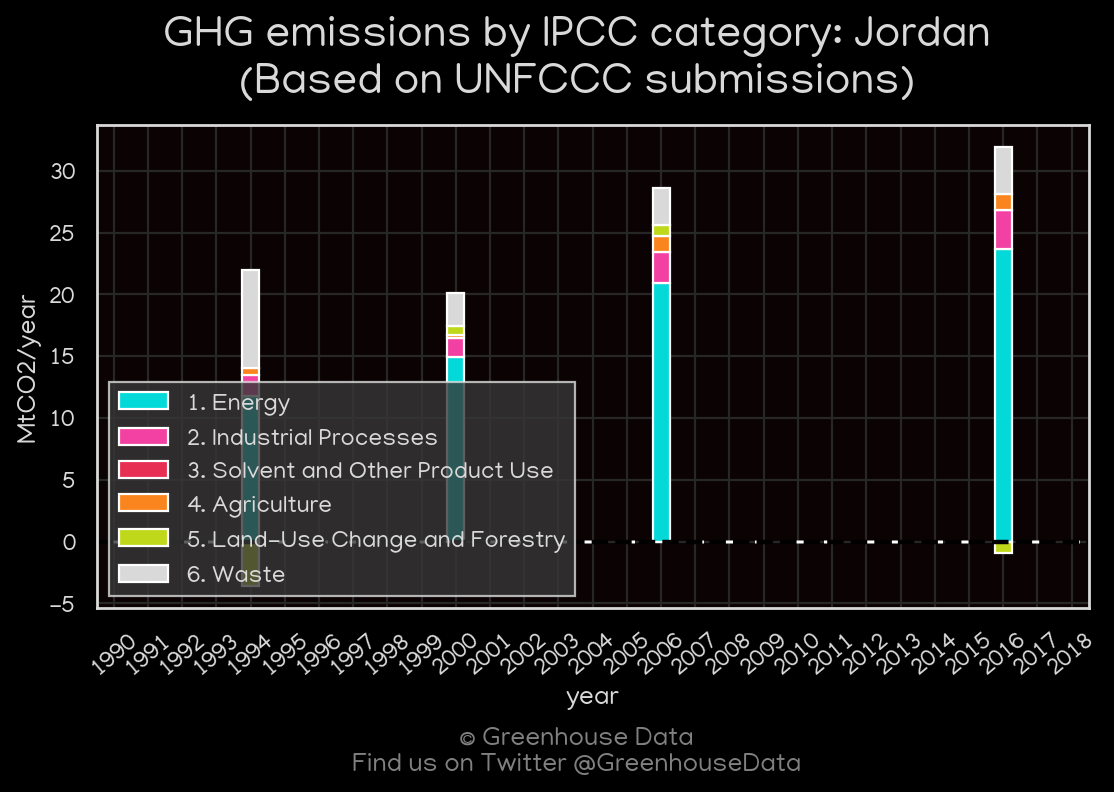 GHG emissions by IPCC category: Jordan
(Based on UNFCCC submissions)
MtCO2/year
30
25
20
15
10
5
0
−5
1. Energy
2. Industrial Processes
3. Solvent and Other Product Use
4. Agriculture
5. Land-Use Change and Forestry
6. Waste
1990 1991 1992 1993 1994 1995 1996 1997 1998 1999 2000 2001 2002 2003 2004 2005 2006 2007 2008 2009 2010 2011 2012 2013 2014 2015 2016 2017 2018
year
© Greenhouse Data
Find us on Twitter @GreenhouseData